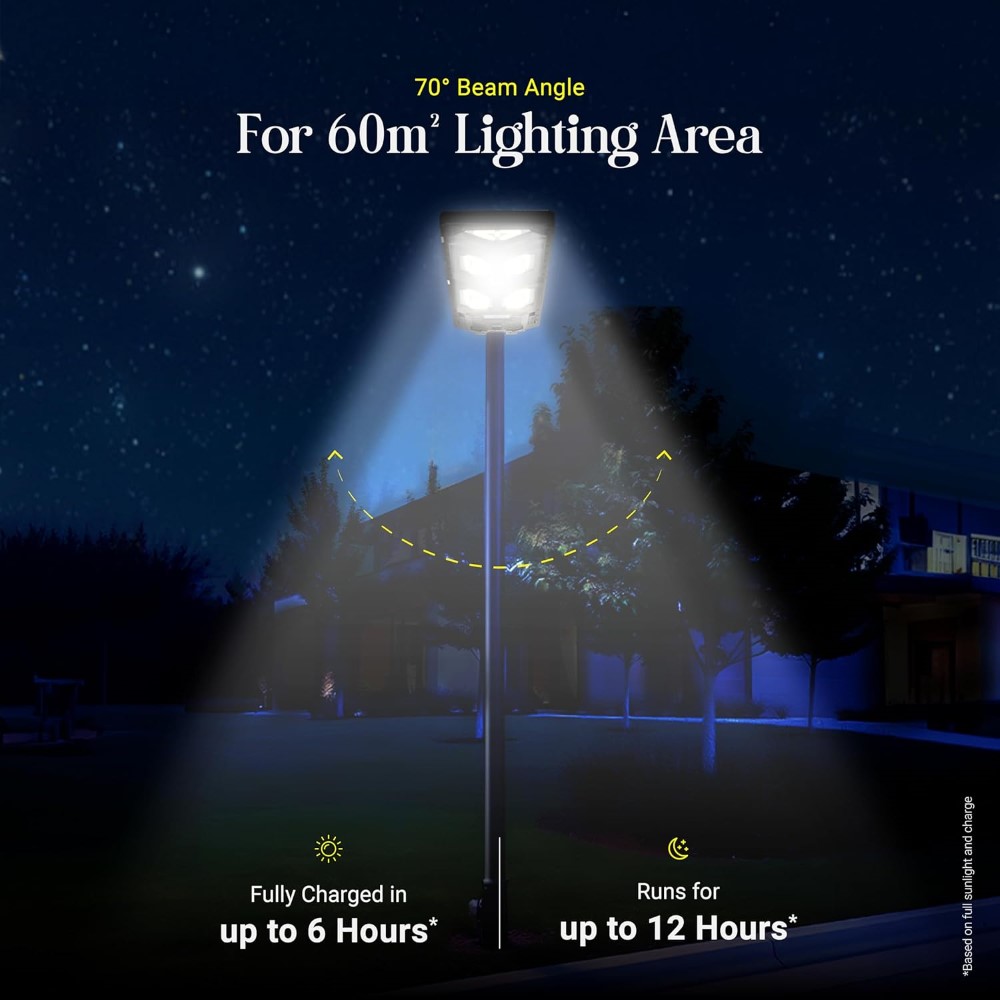 70° Beam Angle
For 60m² Lighting Area
Fully Charged in
up to 6 Hours*
Runs for
up to 12 Hours*
*Based on full sunlight and charge